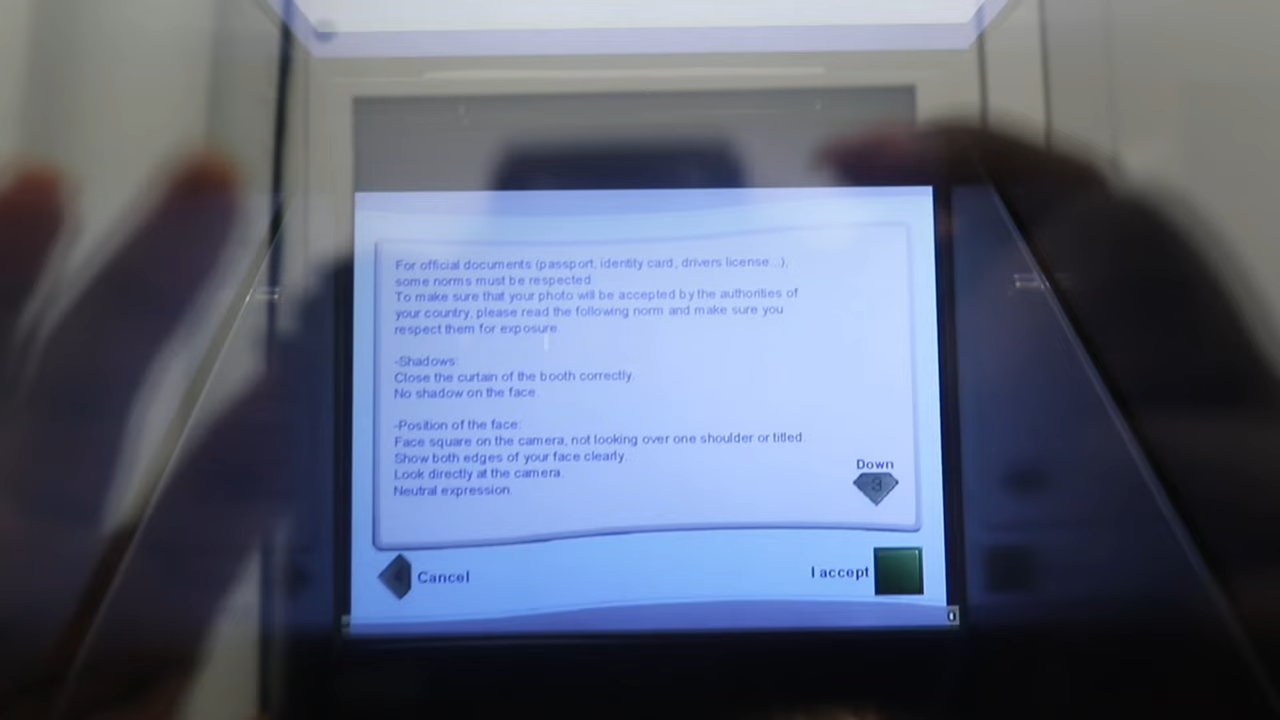 For official documents (passport, identity card, drivers license...),
some norms must be respected
To make sure that your photo will be accepted by the authorities of
your country, please read the following norm and make sure you
respect them for exposure.
-Shadows:
Close the curtain of the booth correctly.
No shadow on the face.
-Position of the face:
Face square on the camera, not looking over one shoulder or titled.
Show both edges of your face clearly.
Look directly at the camera.
Neutral expression.
Down
3
Cancel
I accept
0